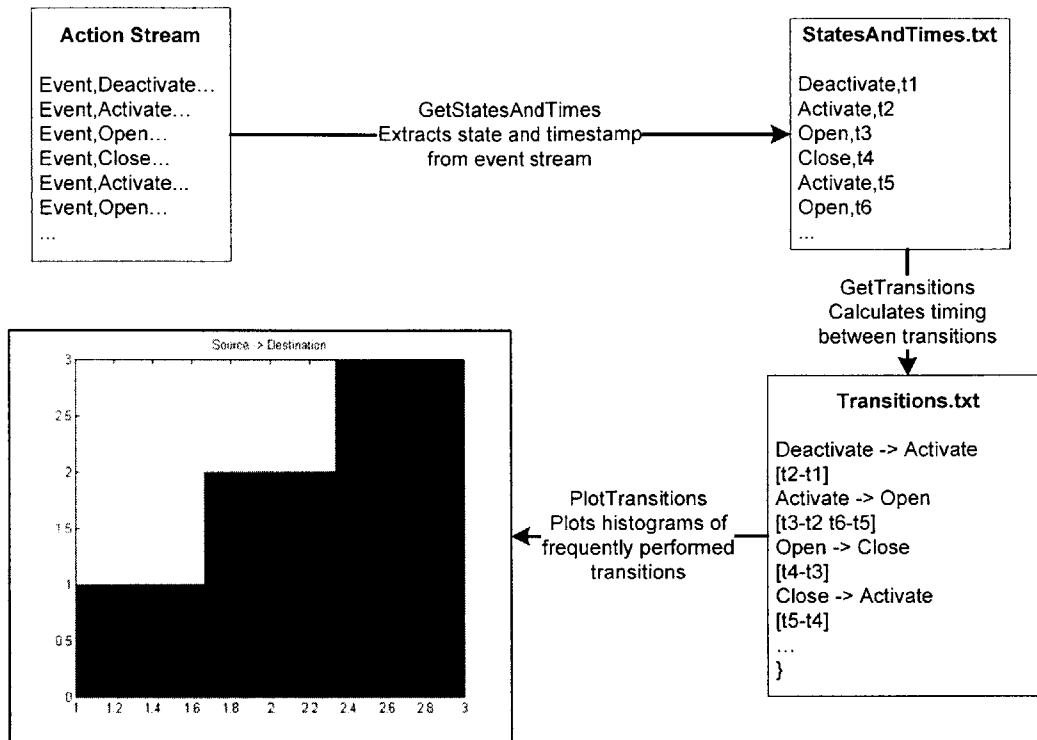 Action Stream
Event,Deactivate...
Event,Activate...
Event,Open...
Event,Close...
Event,Activate...
Event,Open...
...
GetStatesAndTimes
Extracts state and timestamp
from event stream
StatesAndTimes.txt
Deactivate,t1
Activate,t2
Open,t3
Close,t4
Activate,t5
Open,t6
...
GetTransitions
Calculates timing
between transitions
Transitions.txt
Deactivate -> Activate
[t2-t1]
Activate -> Open
[t3-t2 t6-t5]
Open -> Close
[t4-t3]
Close -> Activate
[t5-t4]
...
}
PlotTransitions
Plots histograms of
frequently performed
transitions
Source -> Destination
3
2.5
2
1.5
1
0.5
0
1 1.2 1.4 1.6 1.8 2 2.2 2.4 2.6 2.8 3